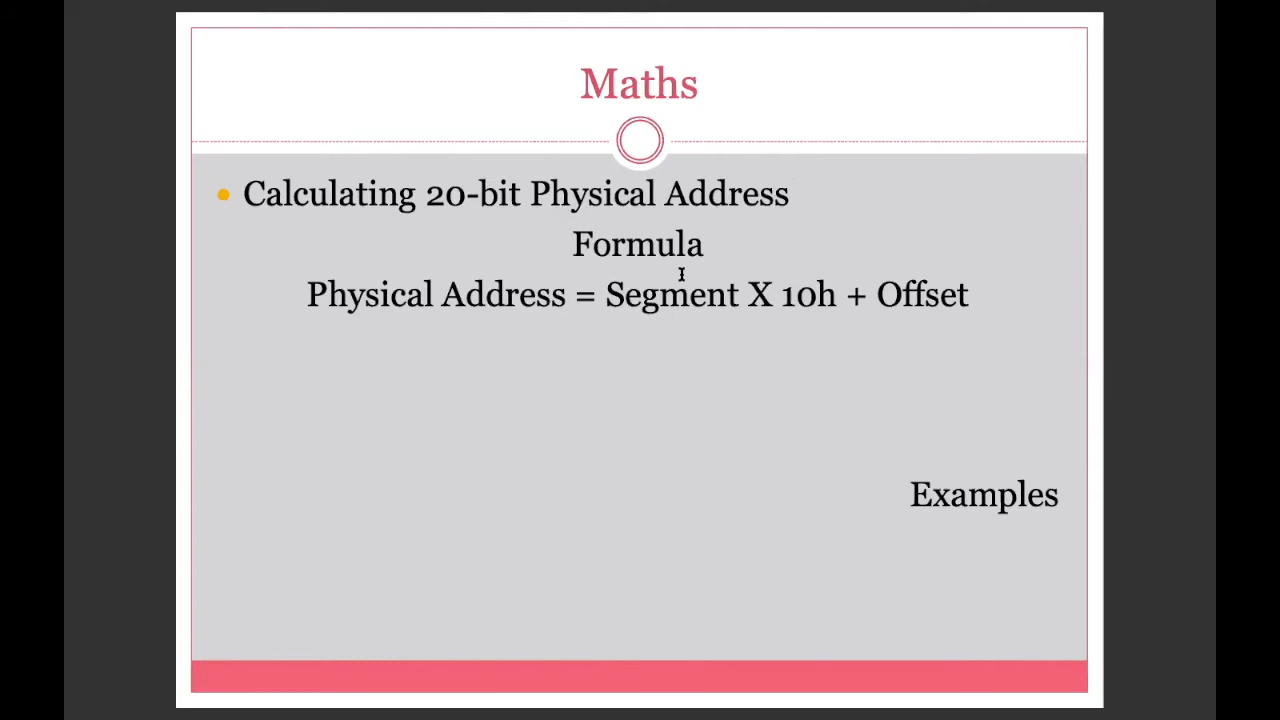 Maths
Calculating 20-bit Physical Address
Formula
Physical Address = Segment X 10h + Offset
Examples